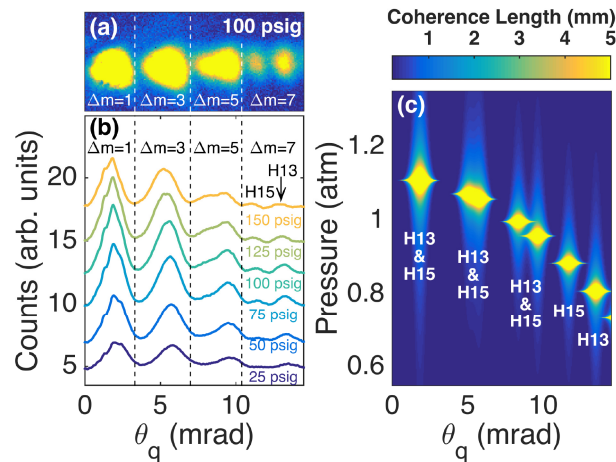 (a) 100 psig
Δm=1 Δm=3 Δm=5 Δm=7
(b)
Δm=1 Δm=3 Δm=5 Δm=7
H13
H15
150 psig
125 psig
100 psig
75 psig
50 psig
25 psig
20
15
10
5
Counts (arb. units)
0 5 10
θq (mrad)
Coherence Length (mm)
1 2 3 4 5
(c)
1.2
1
0.8
0.6
Pressure (atm)
H13
&
H15
H13
&
H15
H13
&
H15
H15
H13
0 5 10
θq (mrad)